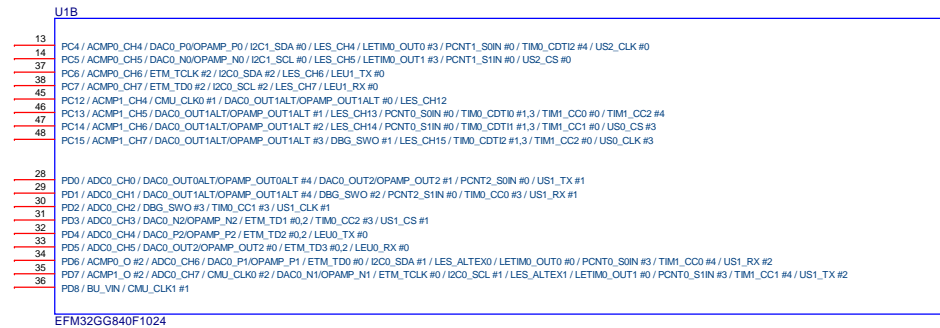 U1B
13 PC4 / ACMP0_CH4 / DAC0_P0/OPAMP_P0 / I2C1_SDA #0 / LES_CH4 / LETIM0_OUT0 #3 / PCNT1_S0IN #0 / TIM0_CDTI2 #4 / US2_CLK #0
14 PC5 / ACMP0_CH5 / DAC0_N0/OPAMP_N0 / I2C1_SCL #0 / LES_CH5 / LETIM0_OUT1 #3 / PCNT1_S1IN #0 / US2_CS #0
37 PC6 / ACMP0_CH6 / ETM_TCLK #2 / I2C0_SDA #2 / LES_CH6 / LEU1_TX #0
38 PC7 / ACMP0_CH7 / ETM_TD0 #2 / I2C0_SCL #2 / LES_CH7 / LEU1_RX #0
45 PC12 / ACMP1_CH4 / CMU_CLK0 #1 / DAC0_OUT1ALT/OPAMP_OUT1ALT #0 / LES_CH12
46 PC13 / ACMP1_CH5 / DAC0_OUT1ALT/OPAMP_OUT1ALT #1 / LES_CH13 / PCNT0_S0IN #0 / TIM0_CDTI0 #1,3 / TIM1_CC0 #0 / TIM1_CC2 #4
47 PC14 / ACMP1_CH6 / DAC0_OUT1ALT/OPAMP_OUT1ALT #2 / LES_CH14 / PCNT0_S1IN #0 / TIM0_CDTI1 #1,3 / TIM1_CC1 #0 / US0_CS #3
48 PC15 / ACMP1_CH7 / DAC0_OUT1ALT/OPAMP_OUT1ALT #3 / DBG_SWO #1 / LES_CH15 / TIM0_CDTI2 #1,3 / TIM1_CC2 #0 / US0_CLK #3
28 PD0 / ADC0_CH0 / DAC0_OUT0ALT/OPAMP_OUT0ALT #4 / DAC0_OUT2/OPAMP_OUT2 #1 / PCNT2_S0IN #0 / US1_TX #1
29 PD1 / ADC0_CH1 / DAC0_OUT1ALT/OPAMP_OUT1ALT #4 / DBG_SWO #2 / PCNT2_S1IN #0 / TIM0_CC0 #3 / US1_RX #1
30 PD2 / ADC0_CH2 / DBG_SWO #3 / TIM0_CC1 #3 / US1_CLK #1
31 PD3 / ADC0_CH3 / DAC0_N2/OPAMP_N2 / ETM_TD1 #0,2 / TIM0_CC2 #3 / US1_CS #1
32 PD4 / ADC0_CH4 / DAC0_P2/OPAMP_P2 / ETM_TD2 #0,2 / LEU0_TX #0
33 PD5 / ADC0_CH5 / DAC0_OUT2/OPAMP_OUT2 #0 / ETM_TD3 #0,2 / LEU0_RX #0
34 PD6 / ACMP0_O #2 / ADC0_CH6 / DAC0_P1/OPAMP_P1 / ETM_TD0 #0 / I2C0_SDA #1 / LES_ALTEX0 / LETIM0_OUT0 #0 / PCNT0_S0IN #3 / TIM1_CC0 #4 / US1_RX #2
35 PD7 / ACMP1_O #2 / ADC0_CH7 / CMU_CLK0 #2 / DAC0_N1/OPAMP_N1 / ETM_TCLK #0 / I2C0_SCL #1 / LES_ALTEX1 / LETIM0_OUT1 #0 / PCNT0_S1IN #3 / TIM1_CC1 #4 / US1_TX #2
36 PD8 / BU_VIN / CMU_CLK1 #1
EFM32GG840F1024